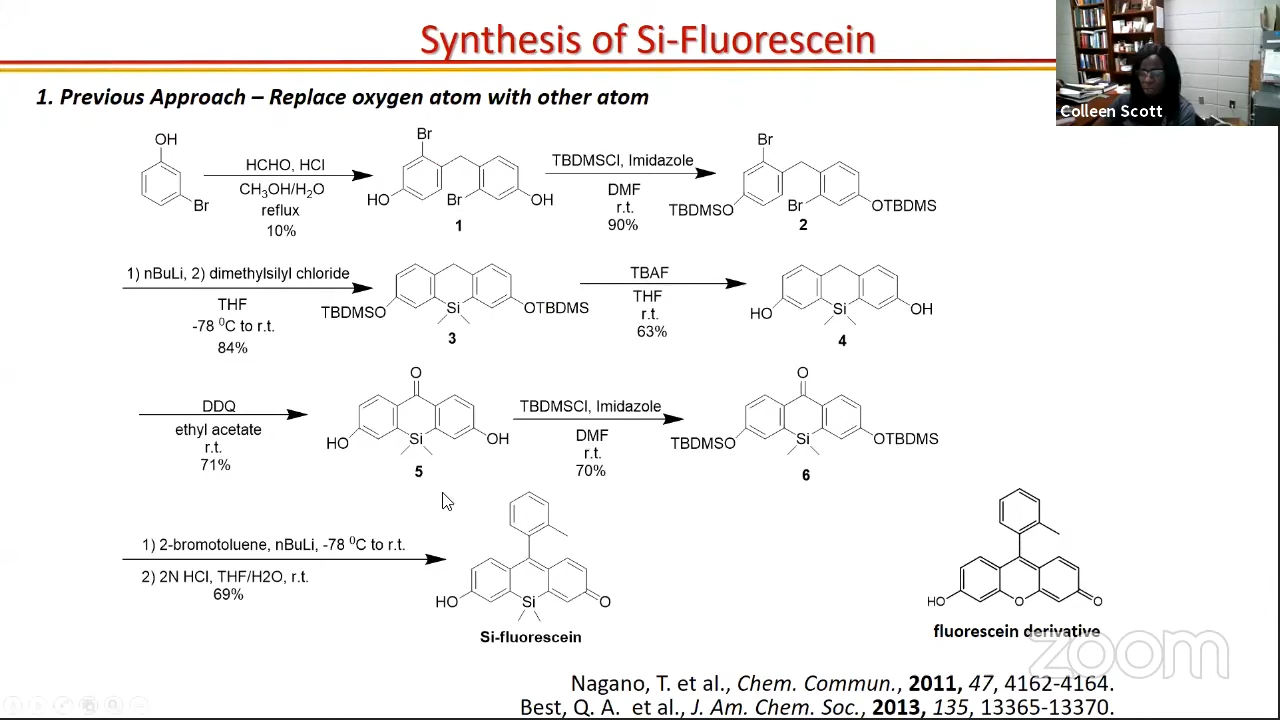 Synthesis of Si-Fluorescein
Colleen Scott
1. Previous Approach – Replace oxygen atom with other atom
OH
Br
HCHO, HCl
CH3OH/H2O
reflux
10%
Br
HO
Br
OH
1
TBDMSCl, Imidazole
DMF
r.t.
90%
Br
TBDMSO
Br
OTBDMS
2
1) nBuLi, 2) dimethylsilyl chloride
THF
-78 ⁰C to r.t.
84%
TBDMSO
Si
OTBDMS
3
TBAF
THF
r.t.
63%
HO
Si
OH
4
DDQ
ethyl acetate
r.t.
71%
O
HO
Si
OH
5
TBDMSCl, Imidazole
DMF
r.t.
70%
O
TBDMSO
Si
OTBDMS
6
1) 2-bromotoluene, nBuLi, -78 ⁰C to r.t.
2) 2N HCl, THF/H2O, r.t.
69%
HO
Si
O
Si-fluorescein
HO
O
O
fluorescein derivative
zoom
Nagano, T. et al., Chem. Commun., 2011, 47, 4162-4164.
Best, Q. A. et al., J. Am. Chem. Soc., 2013, 135, 13365-13370.